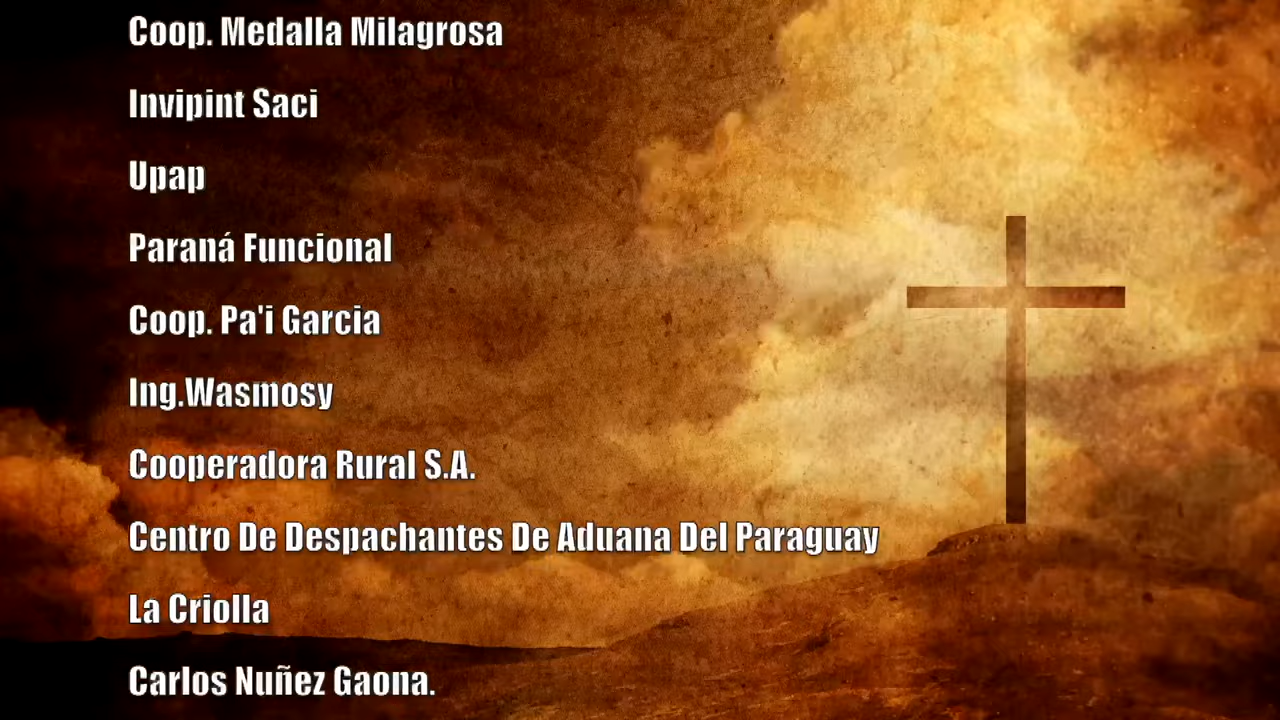 Coop. Medalla Milagrosa
Invipint Saci
Upap
Paraná Funcional
Coop. Pa'i Garcia
Ing.Wasmosy
Cooperadora Rural S.A.
Centro De Despachantes De Aduana Del Paraguay
La Criolla
Carlos Nuñez Gaona.